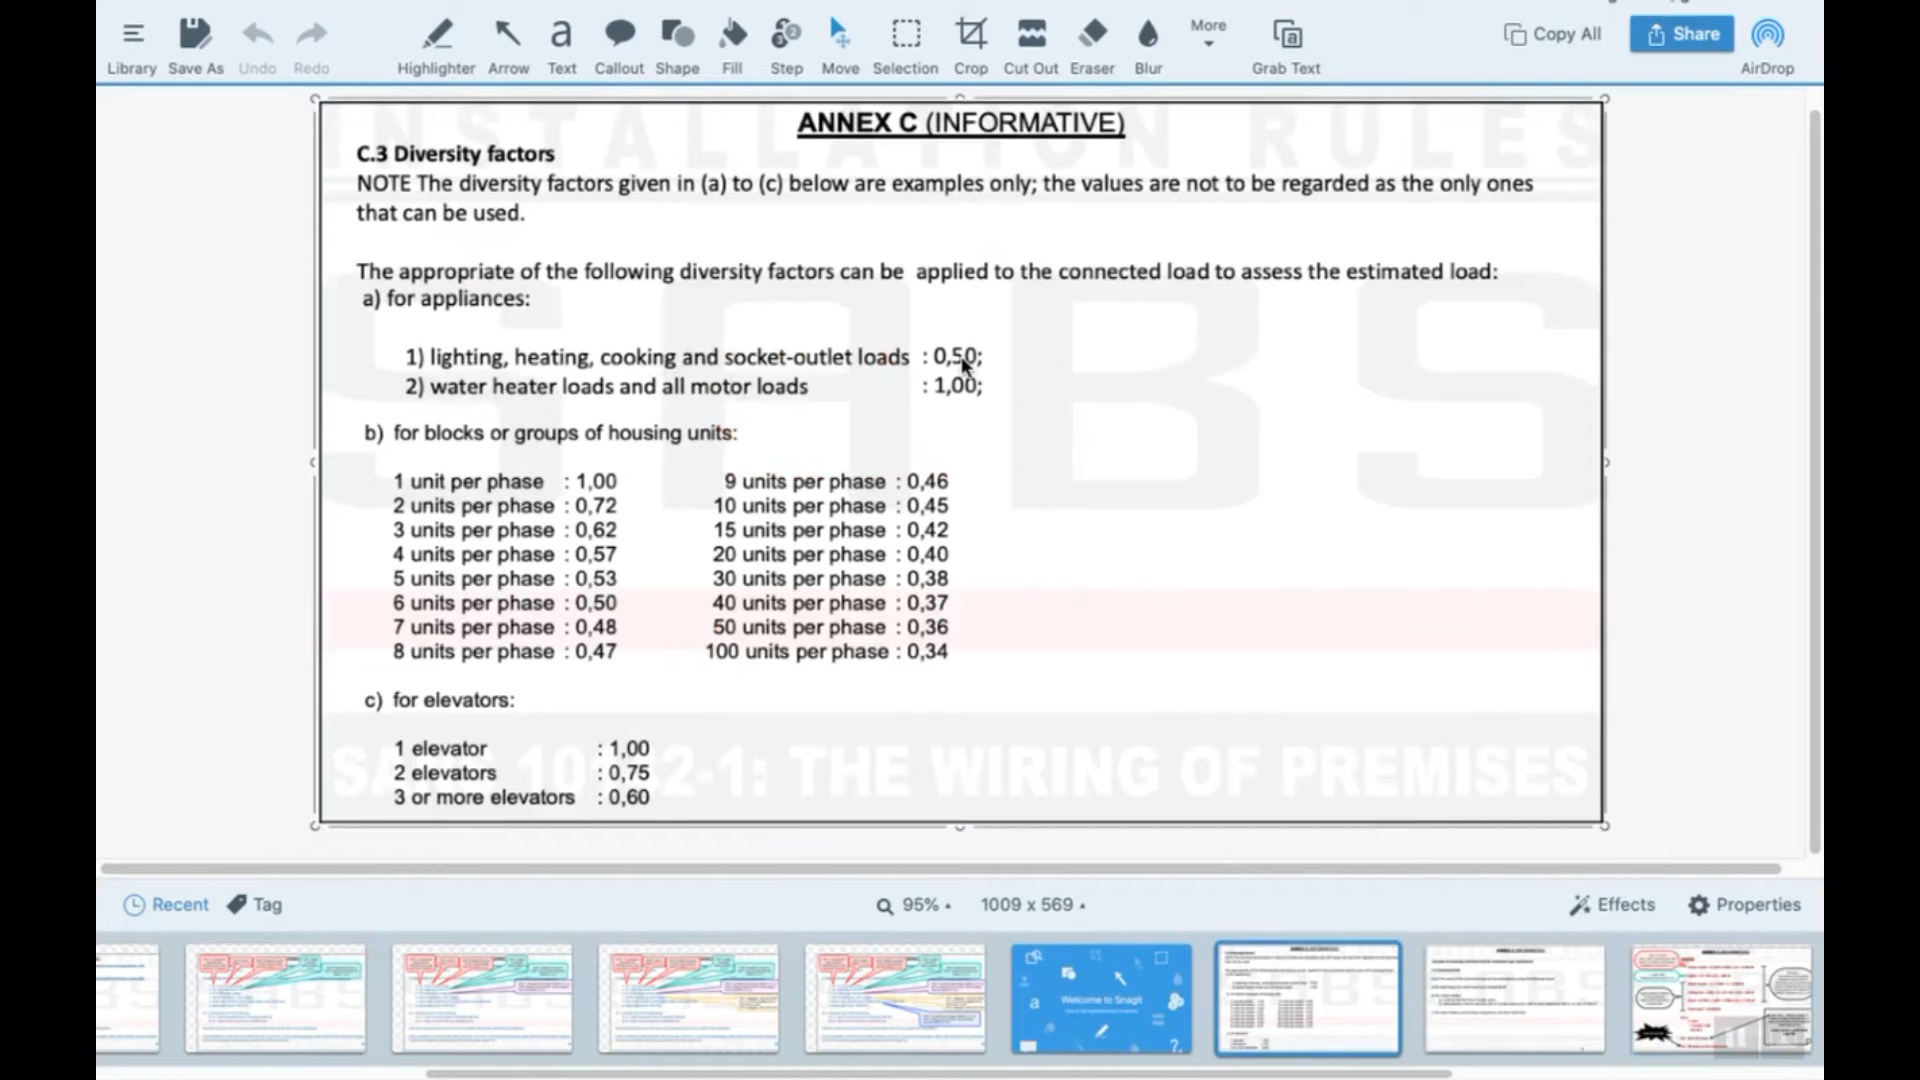 Library Save As Undo Redo Highlighter Arrow Text Callout Shape Fill Step Move Selection Crop Cut Out Eraser Blur More Grab Text Copy All Share AirDrop
INSTALLATION RULES
ANNEX C (INFORMATIVE)
C.3 Diversity factors
NOTE The diversity factors given in (a) to (c) below are examples only; the values are not to be regarded as the only ones
that can be used.
The appropriate of the following diversity factors can be applied to the connected load to assess the estimated load:
a) for appliances:
1) lighting, heating, cooking and socket-outlet loads : 0,50;
2) water heater loads and all motor loads : 1,00;
SABS
b) for blocks or groups of housing units:
1 unit per phase : 1,00 9 units per phase : 0,46
2 units per phase : 0,72 10 units per phase : 0,45
3 units per phase : 0,62 15 units per phase : 0,42
4 units per phase : 0,57 20 units per phase : 0,40
5 units per phase : 0,53 30 units per phase : 0,38
6 units per phase : 0,50 40 units per phase : 0,37
7 units per phase : 0,48 50 units per phase : 0,36
8 units per phase : 0,47 100 units per phase : 0,34
c) for elevators:
1 elevator : 1,00
2 elevators : 0,75
3 or more elevators : 0,60
THE WIRING OF PREMISES
Recent Tag 95% 1009 x 569 Effects Properties
Welcome to Snagit